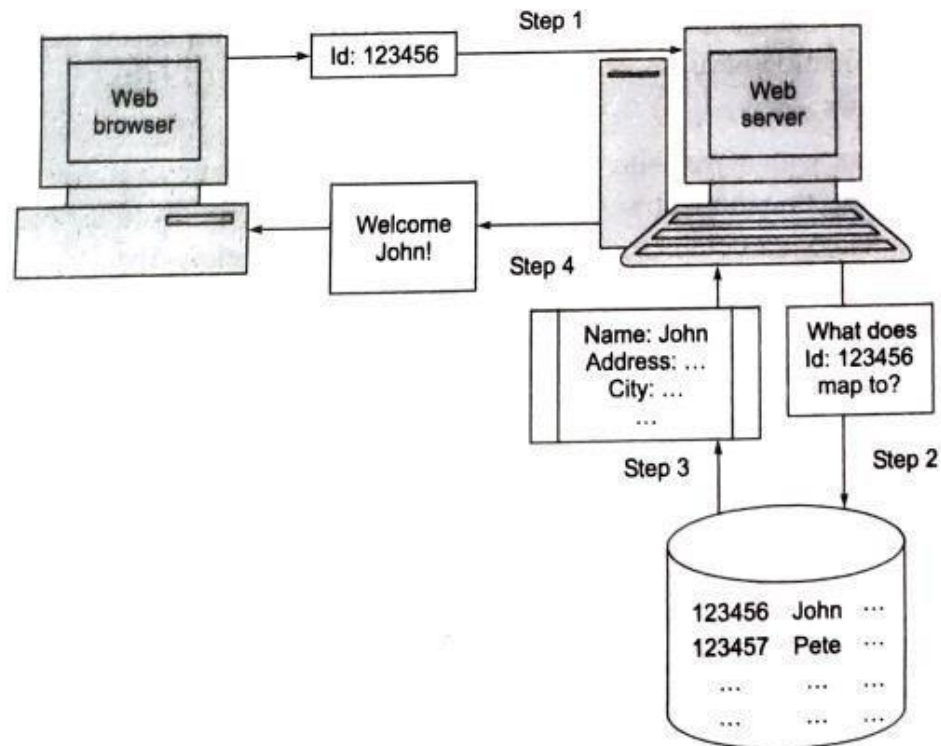 Step 1
Id: 123456
Web
browser
Web
server
Welcome
John!
Step 4
Name: John
Address: ...
City: ...
...
What does
Id: 123456
map to?
Step 3
Step 2
123456 John ...
123457 Pete ...
... ... ...
... ... ...